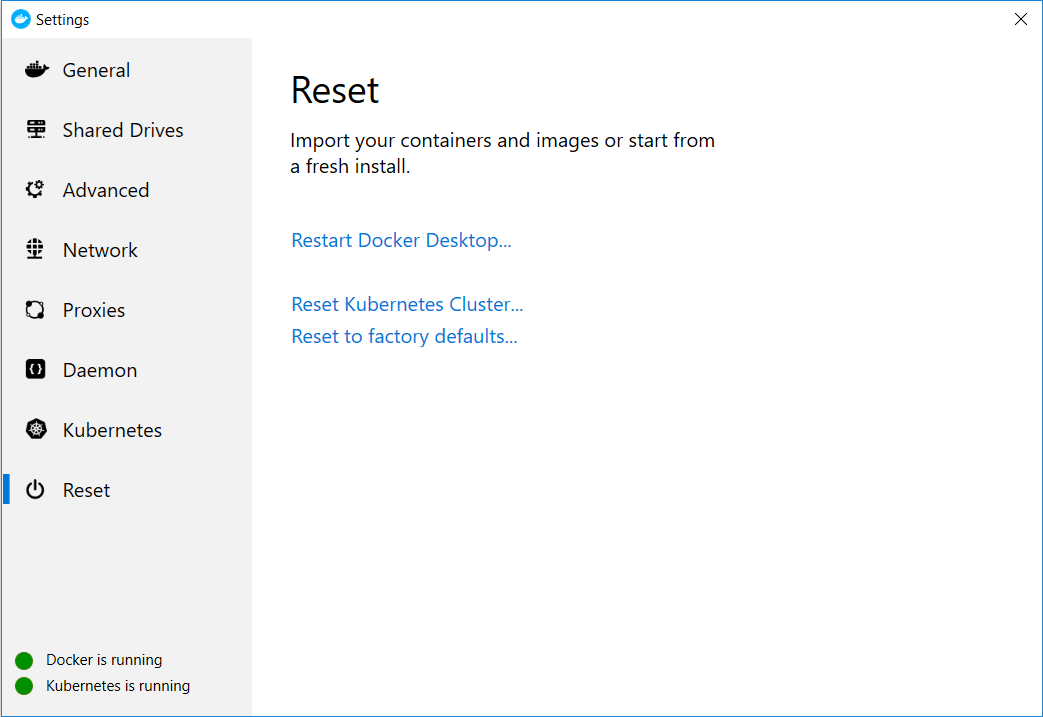 Settings
General
Shared Drives
Advanced
Network
Proxies
Daemon
Kubernetes
Reset
Docker is running
Kubernetes is running
Reset
Import your containers and images or start from
a fresh install.
Restart Docker Desktop...
Reset Kubernetes Cluster...
Reset to factory defaults...